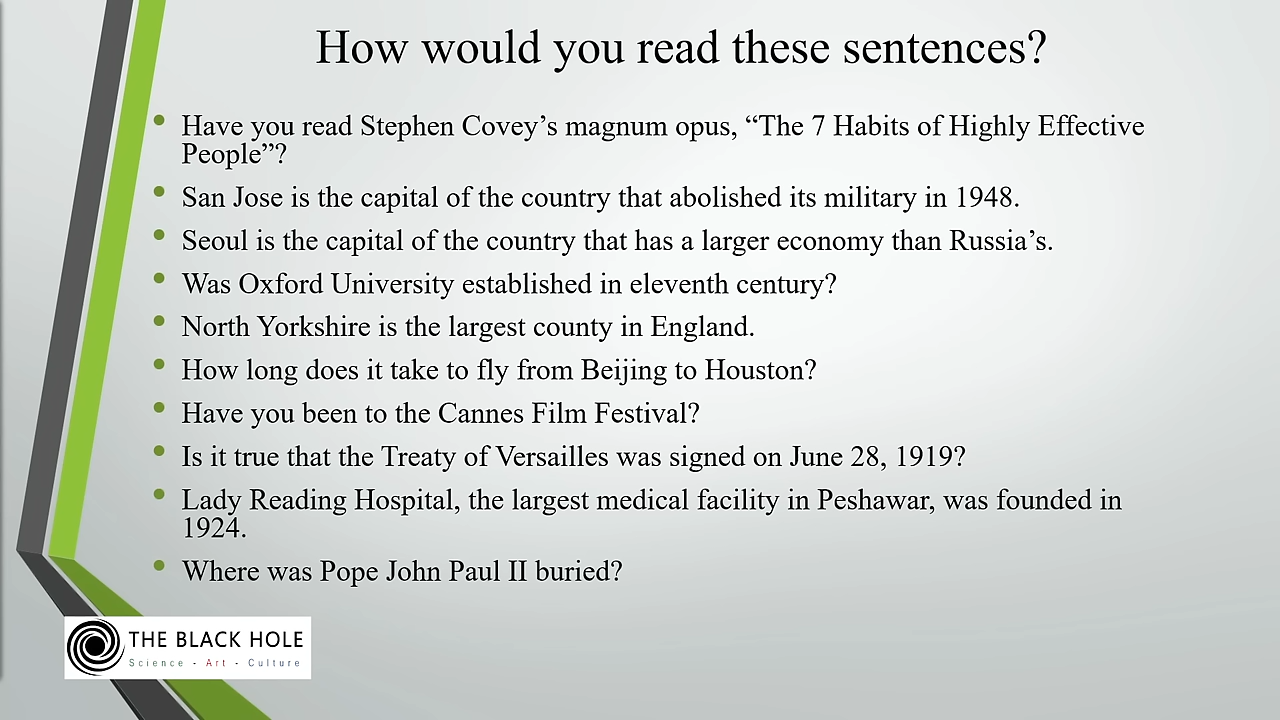 How would you read these sentences?
• Have you read Stephen Covey’s magnum opus, “The 7 Habits of Highly Effective
People”?
• San Jose is the capital of the country that abolished its military in 1948.
• Seoul is the capital of the country that has a larger economy than Russia’s.
• Was Oxford University established in eleventh century?
• North Yorkshire is the largest county in England.
• How long does it take to fly from Beijing to Houston?
• Have you been to the Cannes Film Festival?
• Is it true that the Treaty of Versailles was signed on June 28, 1919?
• Lady Reading Hospital, the largest medical facility in Peshawar, was founded in
1924.
• Where was Pope John Paul II buried?
THE BLACK HOLE
Science - Art - Culture